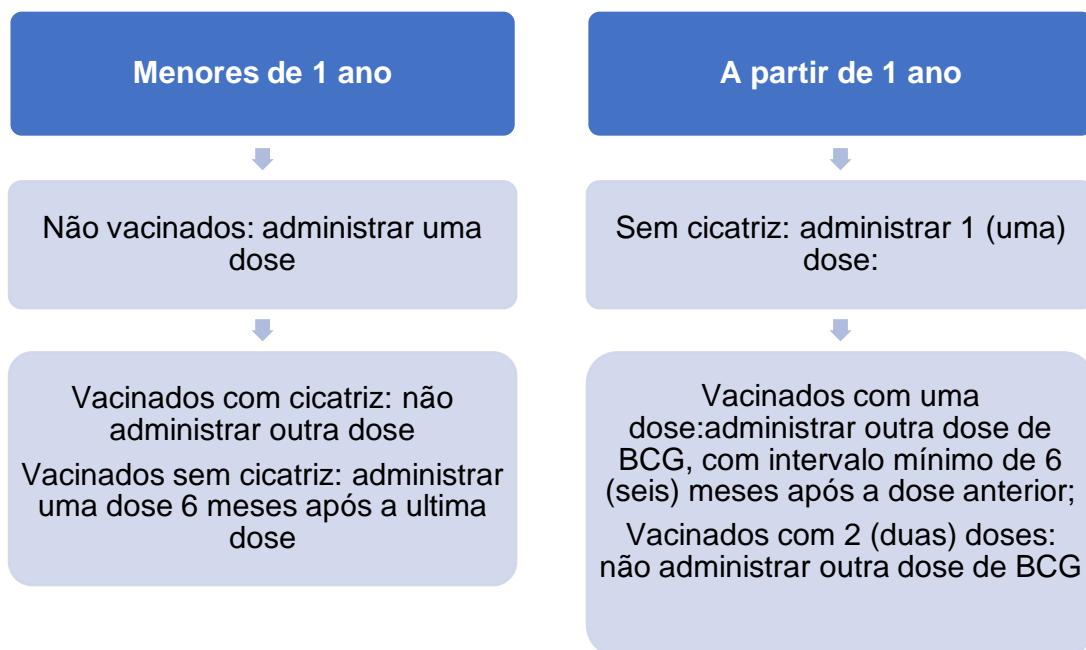 Menores de 1 ano
Não vacinados: administrar uma
dose
Vacinados com cicatriz: não
administrar outra dose
Vacinados sem cicatriz: administrar
uma dose 6 meses após a ultima
dose
A partir de 1 ano
Sem cicatriz: administrar 1 (uma)
dose:
Vacinados com uma
dose:administrar outra dose de
BCG, com intervalo mínimo de 6
(seis) meses após a dose anterior;
Vacinados com 2 (duas) doses:
não administrar outra dose de BCG